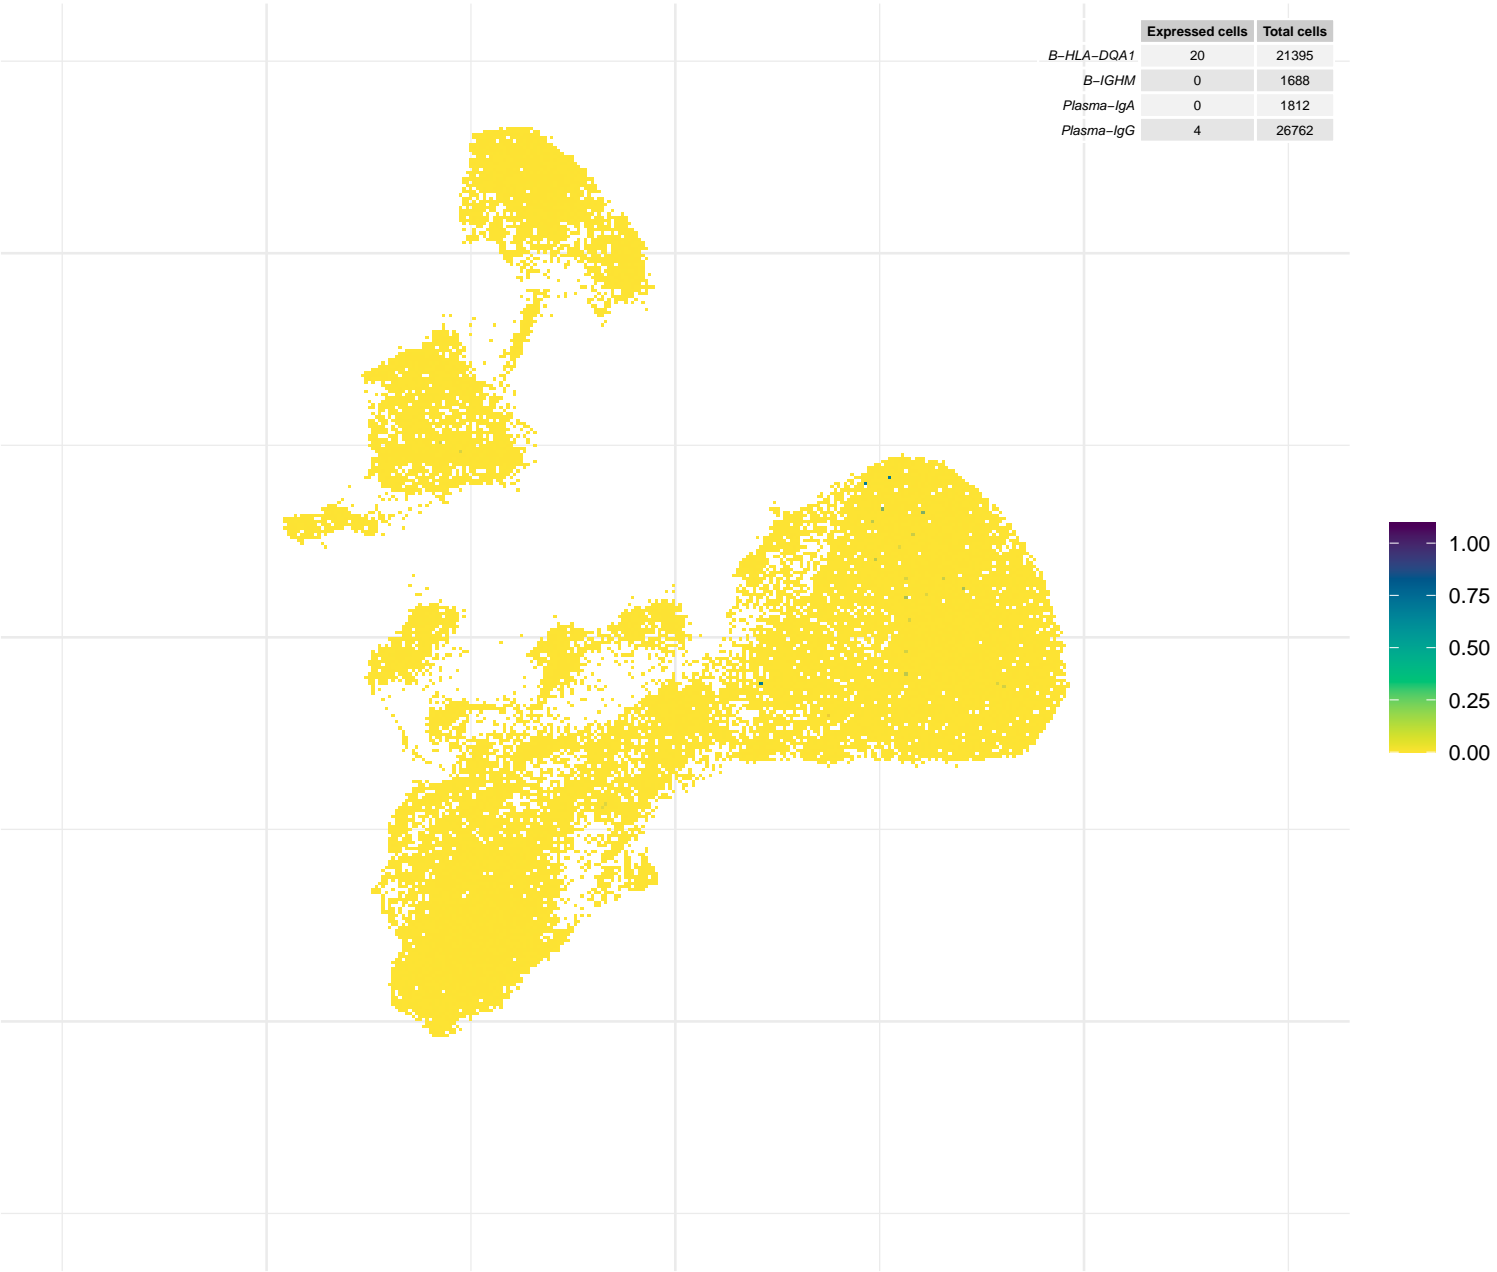 Expressed cells Total cells
B−HLA−DQA1 20 21395
B−IGHM 0 1688
Plasma−IgA 0 1812
Plasma−IgG 4 26762
1.00
0.75
0.50
0.25
0.00